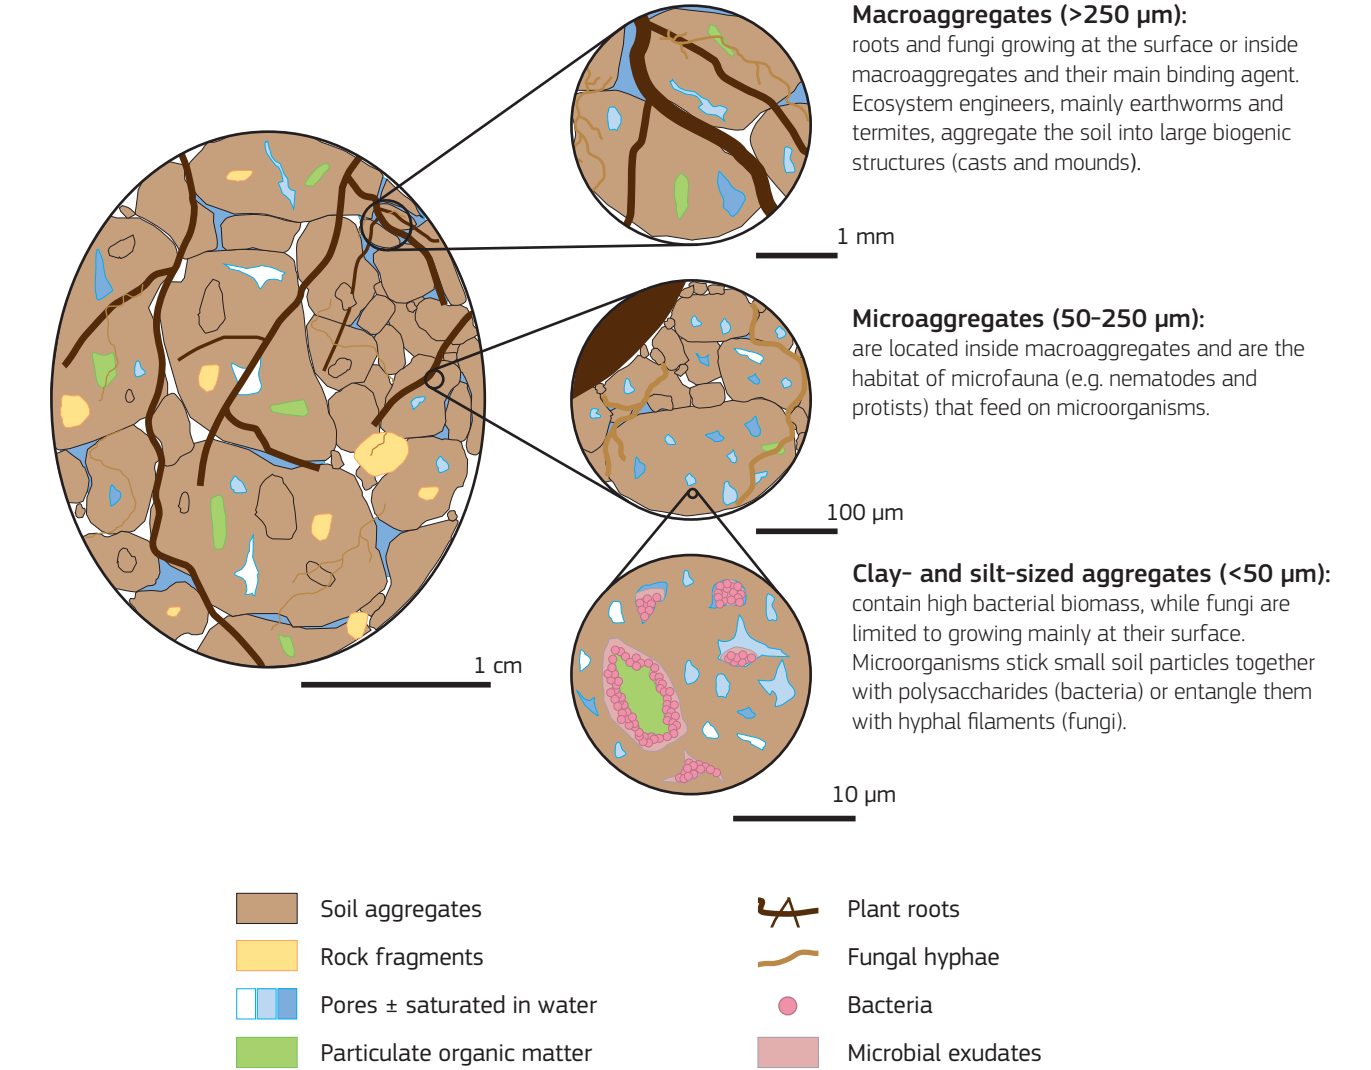 Macroaggregates (>250 µm):
roots and fungi growing at the surface or inside
macroaggregates and their main binding agent.
Ecosystem engineers, mainly earthworms and
termites, aggregate the soil into large biogenic
structures (casts and mounds).
1 mm
Microaggregates (50-250 µm):
are located inside macroaggregates and are the
habitat of microfauna (e.g. nematodes and
protists) that feed on microorganisms.
100 µm
Clay- and silt-sized aggregates (<50 µm):
contain high bacterial biomass, while fungi are
limited to growing mainly at their surface.
Microorganisms stick small soil particles together
with polysaccharides (bacteria) or entangle them
with hyphal filaments (fungi).
1 cm
10 µm
Soil aggregates
Rock fragments
Pores ± saturated in water
Particulate organic matter
Plant roots
Fungal hyphae
Bacteria
Microbial exudates